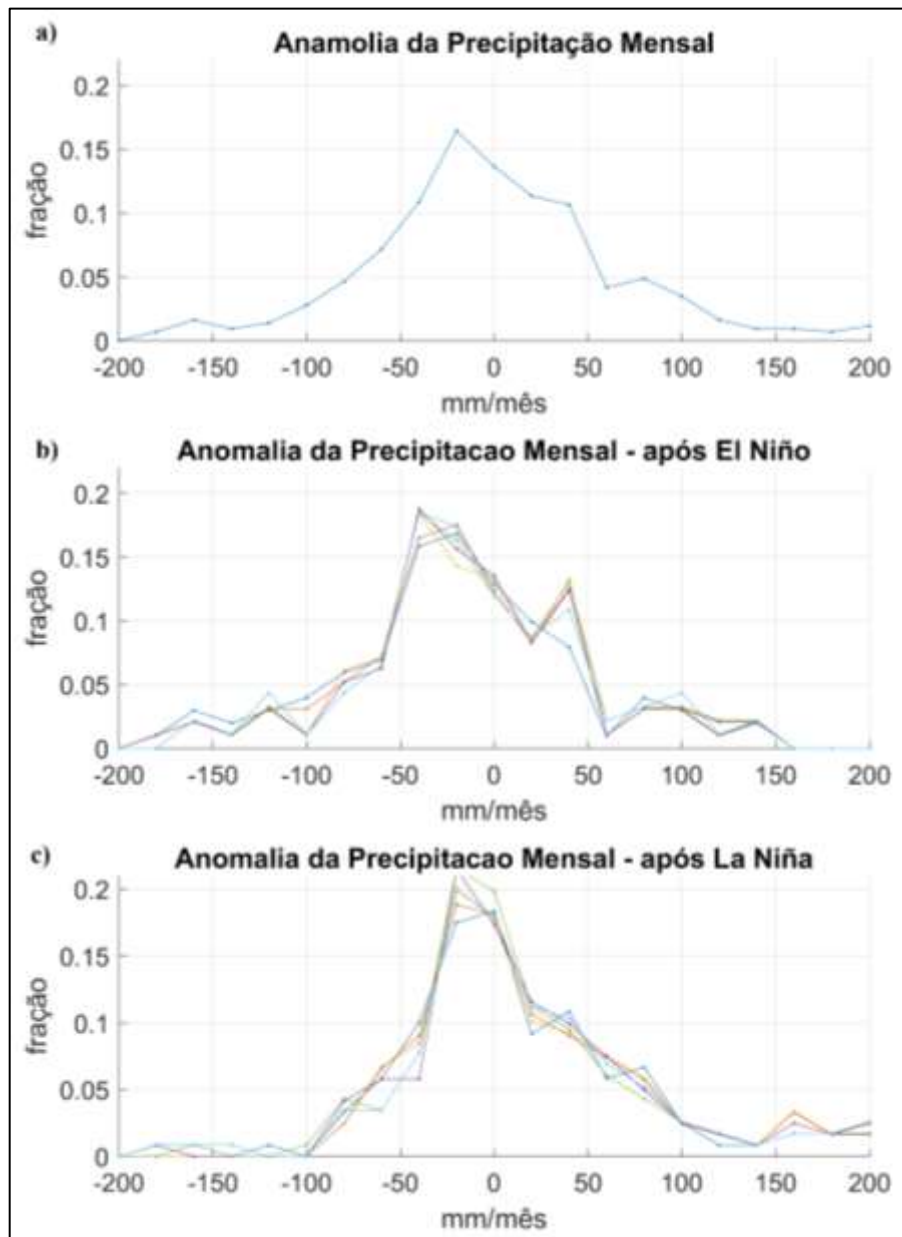 a)
Anamolia da Precipitação Mensal
0.2
0.15
0.1
0.05
0
fração
-200 -150 -100 -50 0 50 100 150 200
mm/mês
b)
Anomalia da Precipitacao Mensal - após El Niño
0.2
0.15
0.1
0.05
0
fração
-200 -150 -100 -50 0 50 100 150 200
mm/mês
c)
Anomalia da Precipitacao Mensal - após La Niña
0.2
0.15
0.1
0.05
0
fração
-200 -150 -100 -50 0 50 100 150 200
mm/mês